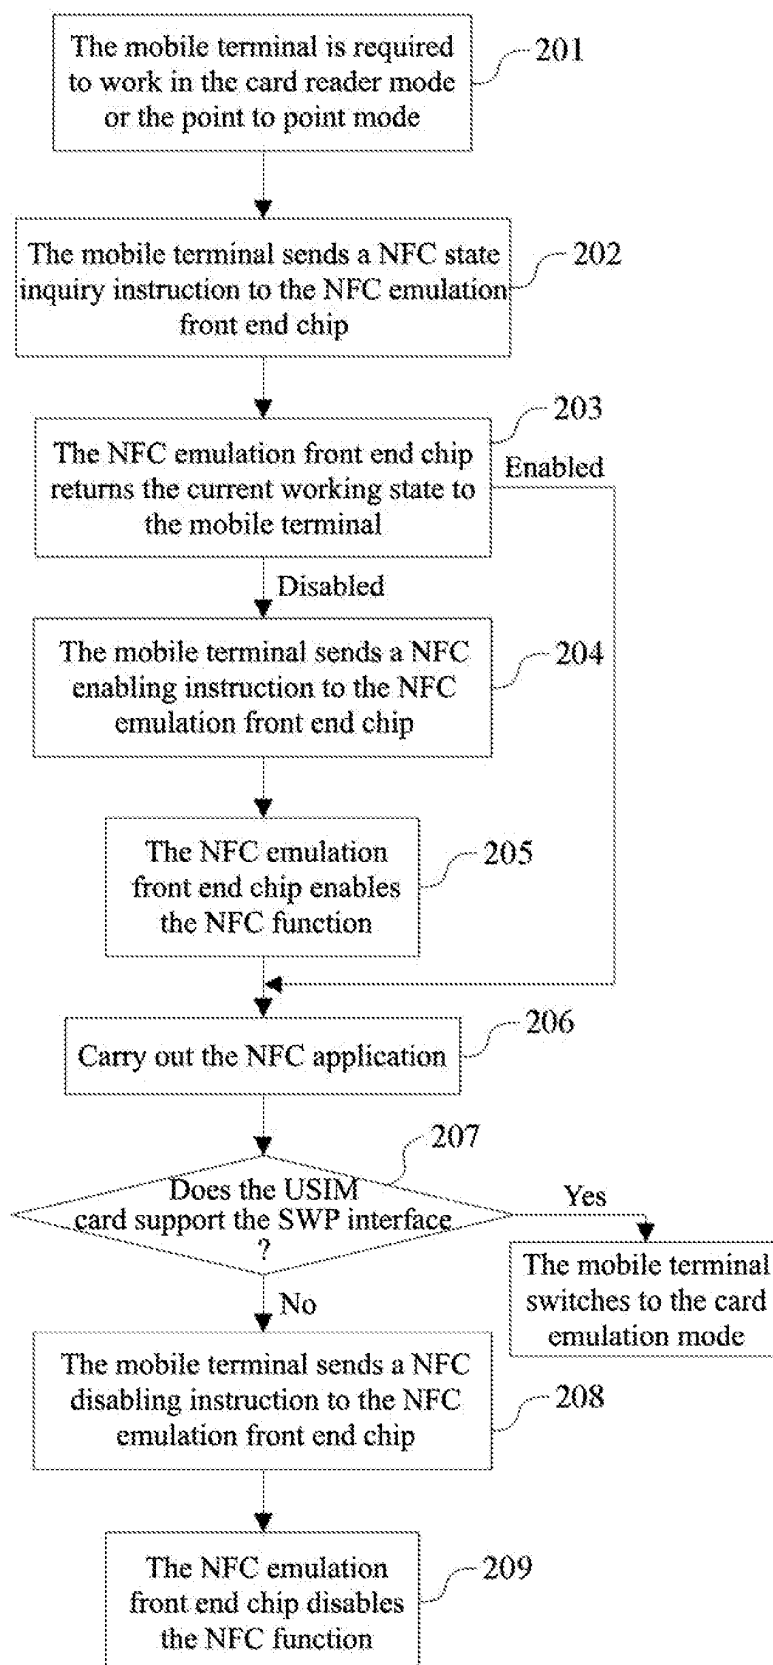 The mobile terminal is required
to work in the card reader mode
or the point to point mode
201
The mobile terminal sends a NFC state
inquiry instruction to the NFC emulation
front end chip
202
203
The NFC emulation front end chip
returns the current working state to
the mobile terminal
Enabled
Disabled
The mobile terminal sends a NFC
enabling instruction to the NFC
emulation front end chip
204
The NFC emulation
front end chip enables
the NFC function
205
Carry out the NFC application
206
207
Does the USIM
card support the SWP interface
?
Yes
The mobile terminal
switches to the card
emulation mode
No
The mobile terminal sends a NFC
disabling instruction to the NFC
emulation front end chip
208
The NFC emulation
front end chip disables
the NFC function
209